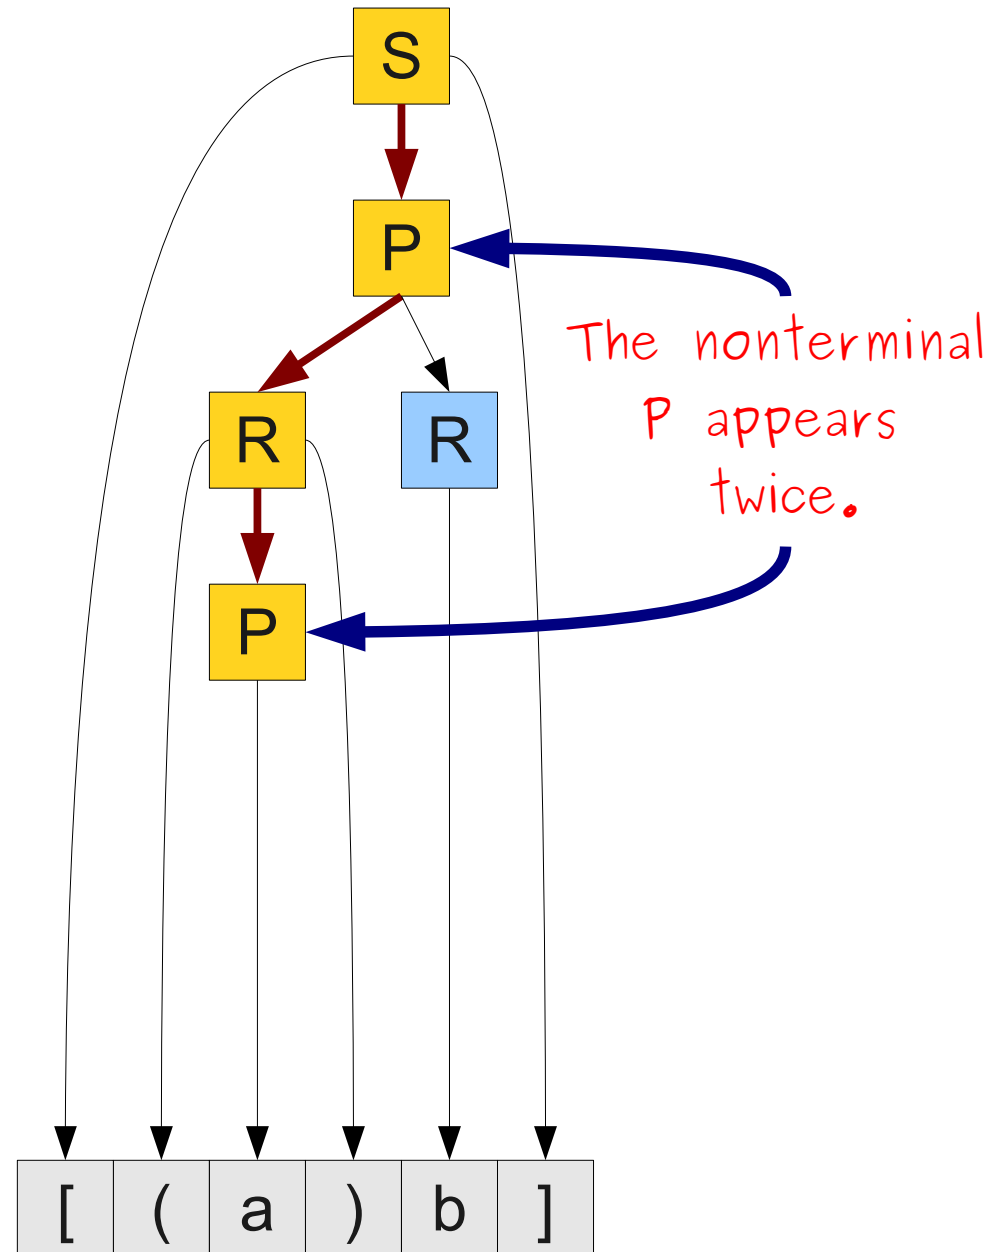 S
P
The nonterminal
P appears
twice.
R R
P
[ ( a ) b ]